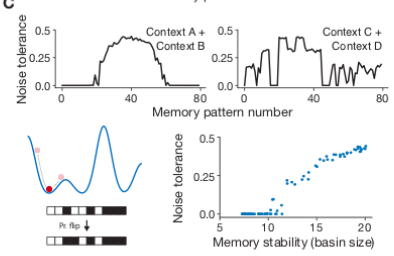 C
Context A +
Context B
Noise tolerance
0.5
0.25
0.0
0
40
80
Context C +
Context D
0.5
0.25
0.0
0
40
80
Memory pattern number
Pr. flip
Noise tolerance
0.5
0.0
5
10
15
20
Memory stability (basin size)